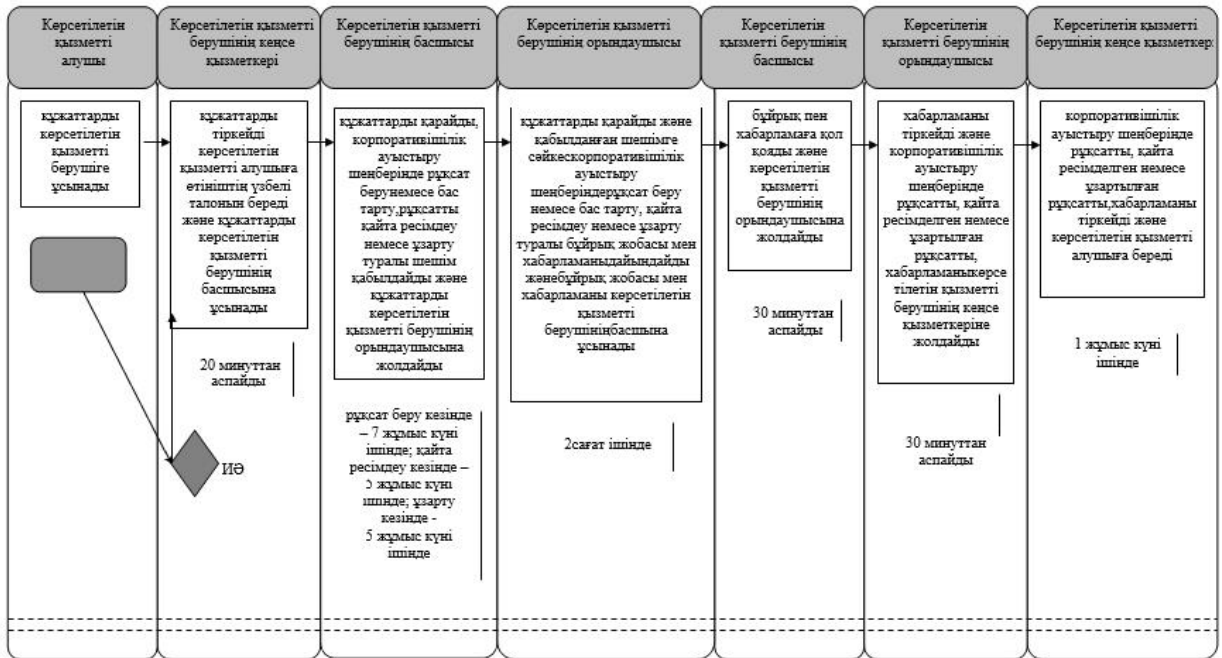 Көрсетілетін
қызметті
алушы
Көрсетілетін қызметті
берушінің кеңсе
қызметкері
Көрсетілетін қызметті
берушінің басшысы
Көрсетілетін қызметті
берушінің орындаушысы
Көрсетілетін
қызметті берушінің
басшысы
Көрсетілетін
қызметті берушінің
орындаушысы
Көрсетілетін қызметті
берушінің кеңсе қызметкер
құжаттарды
көрсетілетін
қызметті
берушіге
ұсынады
құжаттарды
тіркейді
көрсетілетін
қызметті алушыға
өтініштің үзбелі
талонын береді
және құжаттарды
көрсетілетін
қызметті
берушінің
басшысына
ұсынады
20 минуттан
аспайды
ИӘ
құжаттарды қарайды,
корпоративішілік
ауыстыру
шеңберінде рұқсат
берунемесе бас
тарту,рұқсатты
қайта ресімдеу
немесе ұзарту
туралы шешім
қабылдайды және
құжаттарды
көрсетілетін
қызметті берушінің
орындаушысына
жолдайды
рұқсат беру кезінде
– 7 жұмыс күні
ішінде; қайта
ресімдеу кезінде –
5 жұмыс күні
ішінде; ұзарту
кезінде -
5 жұмыс күні
ішінде
құжаттарды қарайды және
қабылданған шешімге
сәйкескорпоративішілік
ауыстыру
шеңберіндерұқсат беру
немесе бас тарту, қайта
ресімдеу немесе ұзарту
туралы бұйрық жобасы мен
хабарламаныдайындайды
жәнебұйрық жобасы мен
хабарламаны көрсетілетін
қызметті
берушініңбасшына
ұсынады
2сағат ішінде
бұйрық пен
хабарламаға қол
қояды және
көрсетілетін
қызметті
берушінің
орындаушысына
жолдайды
30 минуттан
аспайды
хабарламаны
тіркейді және
корпоративішілік
ауыстыру
шеңберінде
рұқсатты, қайта
ресімделген немесе
ұзартылған
рұқсатты,
хабарламаныкөрсе
тілетін қызметті
берушінің кеңсе
қызметкеріне
жолдайды
30 минуттан
аспайды
корпоративішілік
ауыстыру шеңберінде
рұқсатты, қайта
ресімделген немесе
ұзартылған
рұқсатты,хабарламаны
тіркейді және
көрсетілетін қызметті
алушыға береді
1 жұмыс күні
ішінде